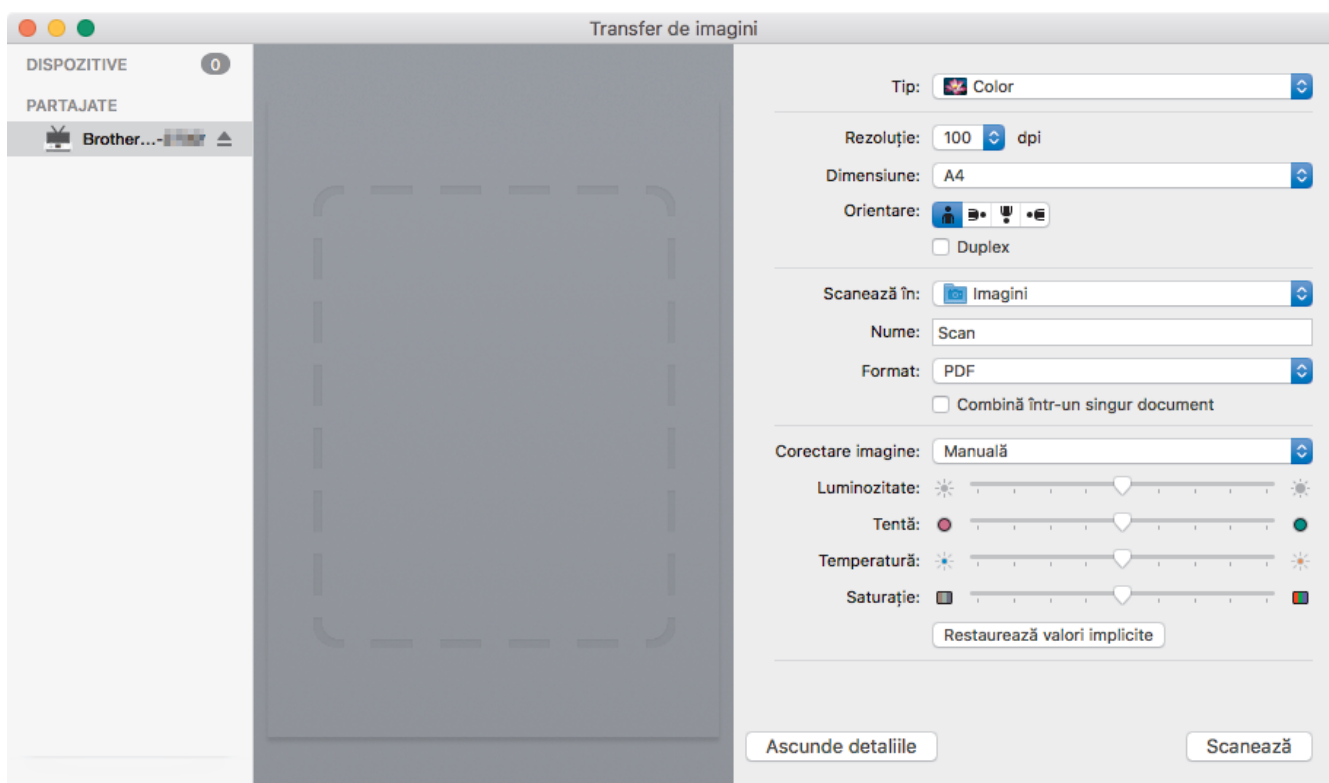 Transfer de imagini
DISPOZITIVE 0
PARTAJATE
Brother...-
Tip: Color
Rezoluție: 100 dpi
Dimensiune: A4
Orientare:
Duplex
Scanează în: Imagini
Nume: Scan
Format: PDF
Combină într-un singur document
Corectare imagine: Manuală
Luminozitate:
Tentă:
Temperatură:
Saturație:
Restaurează valori implicite
Ascunde detaliile Scanează